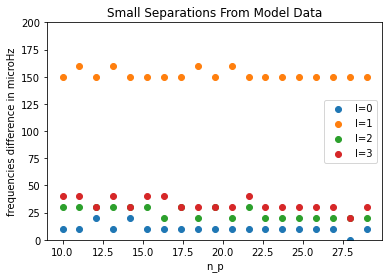 Small Separations From Model Data
frequencies difference in microHz
200
175
150
125
100
75
50
25
0
l=0
l=1
l=2
l=3
10.0 12.5 15.0 17.5 20.0 22.5 25.0 27.5
n_p